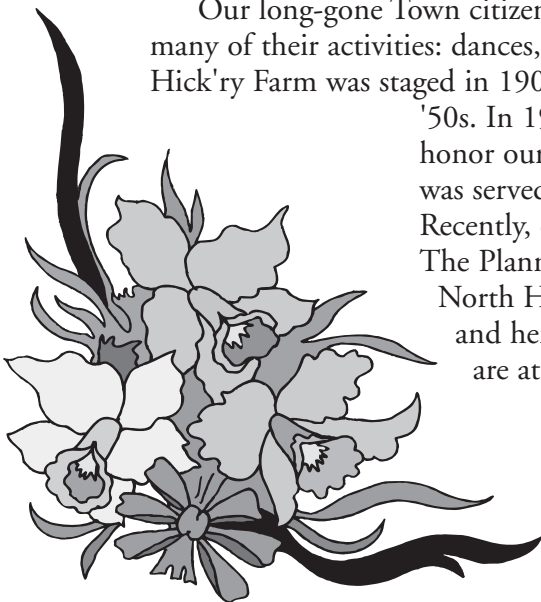 Our long-gone Town citizen
many of their activities: dances,
Hick'ry Farm was staged in 190
'50s. In 19
honor our
was served
Recently,
The Plann
North H
and he
are at